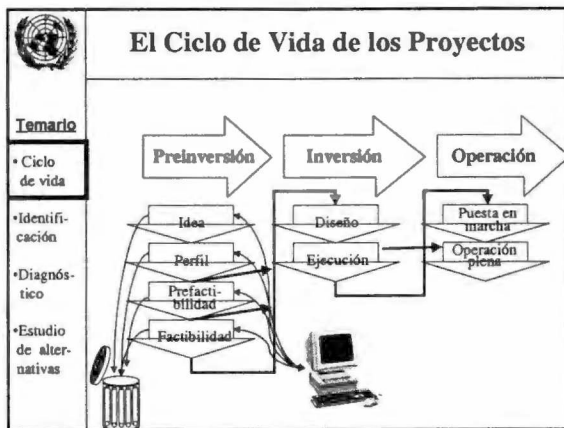 El Ciclo de Vida de los Proyectos
Temario
• Ciclo
de vida
•Identifi-
cación
•Diagnós-
tico
•Estudio
de alter-
nativas
Preinversión
Inversión
Operación
Idea
Perfil
Prefacti-
bilidad
Factibilidad
Diseño
Ejecución
Puesta en
marcha
Operación
plena